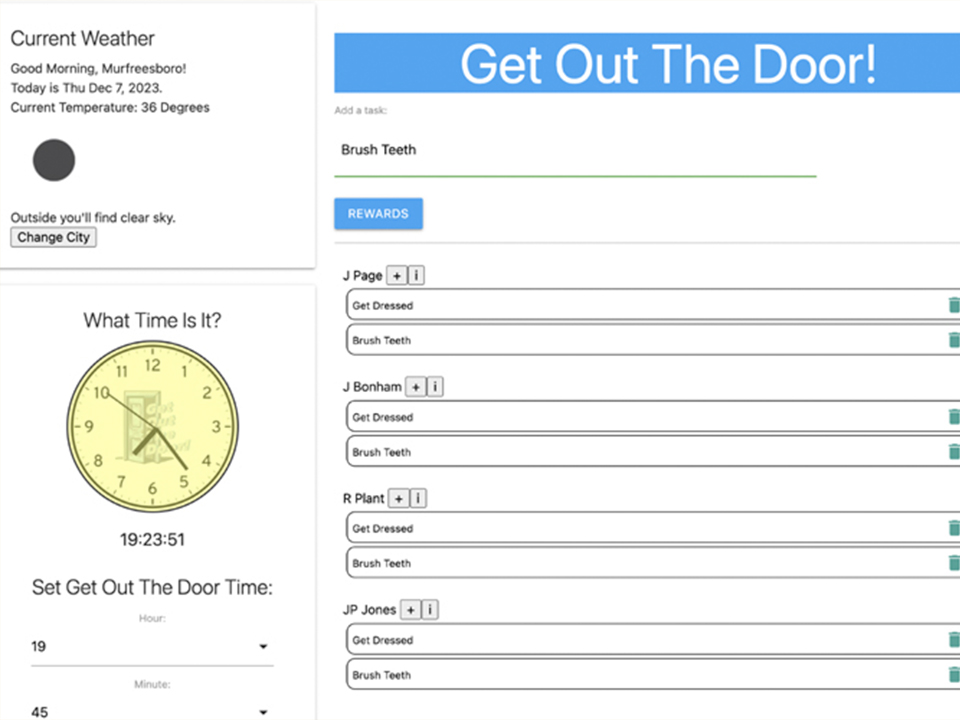 Current Weather
Good Morning, Murfreesboro!
Today is Thu Dec 7, 2023.
Current Temperature: 36 Degrees
Outside you'll find clear sky.
Change City
What Time Is It?
12
11 1
10 2
9 3
8 4
7 5
6
19:23:51
Set Get Out The Door Time:
Hour:
19
Minute:
45
Get Out The Door!
Add a task:
Brush Teeth
REWARDS
J Page + i
Get Dressed
Brush Teeth
J Bonham + i
Get Dressed
Brush Teeth
R Plant + i
Get Dressed
Brush Teeth
JP Jones + i
Get Dressed
Brush Teeth